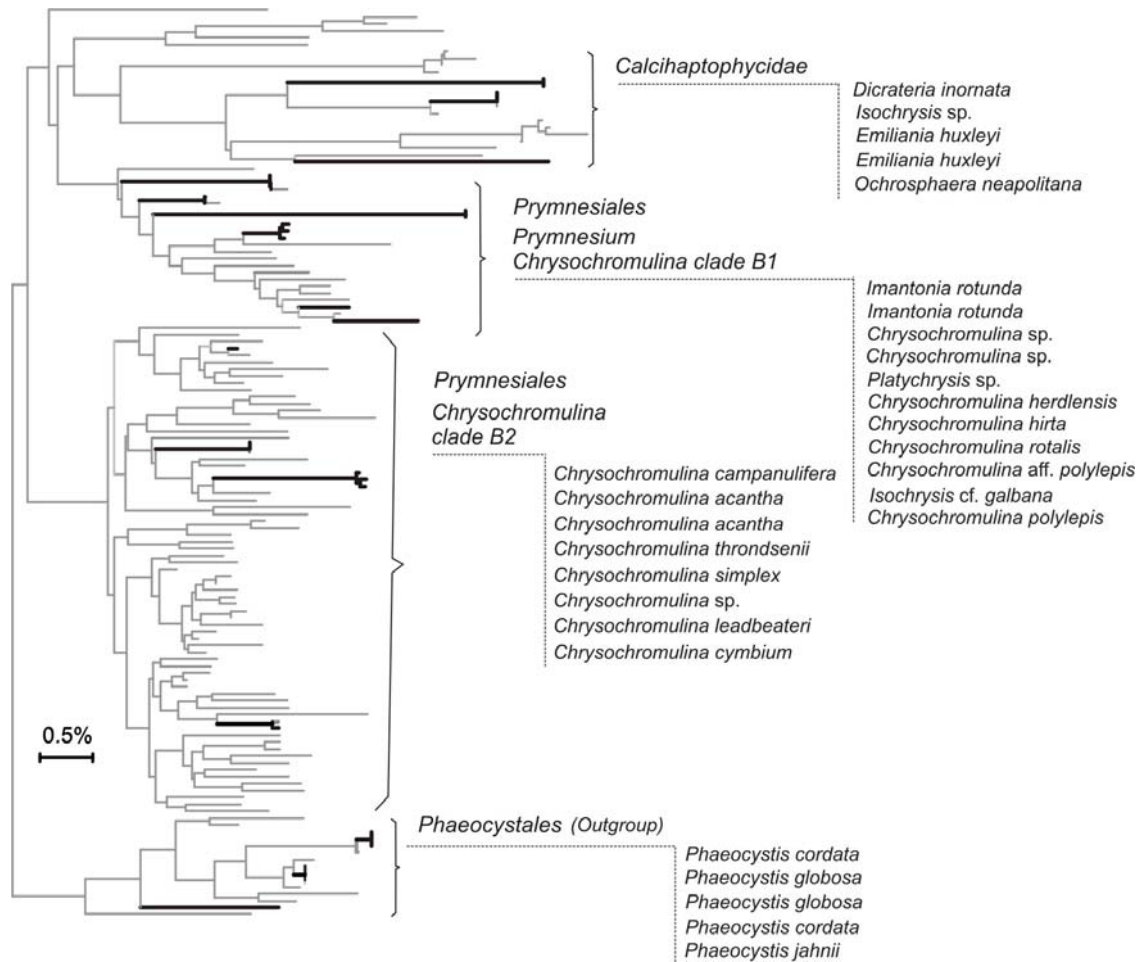 Calcihaptophycidae
Dicrateria inornata
Isochrysis sp.
Emiliania huxleyi
Emiliania huxleyi
Ochrosphaera neapolitana
Prymnesiales
Prymnesium
Chrysochromulina clade B1
Imantonia rotunda
Imantonia rotunda
Chrysochromulina sp.
Chrysochromulina sp.
Platychrysis sp.
Chrysochromulina herdlensis
Chrysochromulina hirta
Chrysochromulina rotalis
Chrysochromulina aff. polylepis
Isochrysis cf. galbana
Chrysochromulina polylepis
Prymnesiales
Chrysochromulina
clade B2
Chrysochromulina campanulifera
Chrysochromulina acantha
Chrysochromulina acantha
Chrysochromulina throndsenii
Chrysochromulina simplex
Chrysochromulina sp.
Chrysochromulina leadbeateri
Chrysochromulina cymbium
0.5%
Phaeocystales (Outgroup)
Phaeocystis cordata
Phaeocystis globosa
Phaeocystis globosa
Phaeocystis cordata
Phaeocystis jahnii